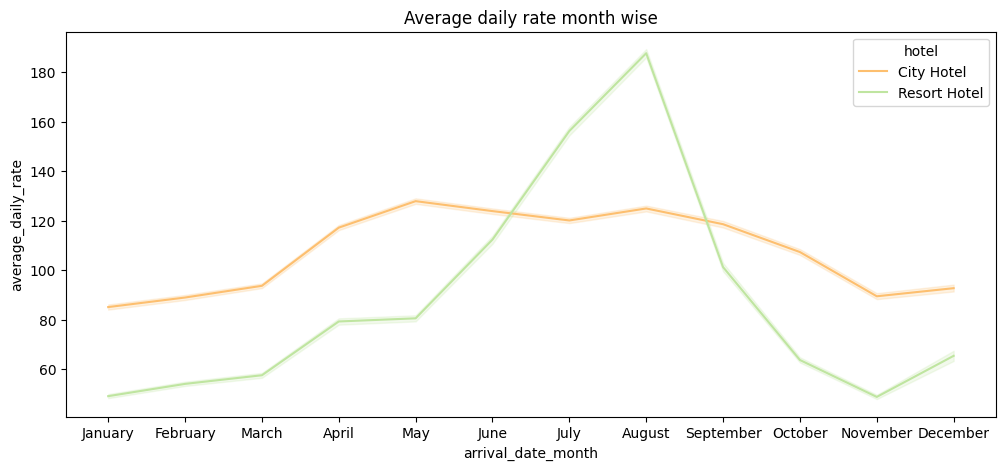 Average daily rate month wise
hotel
City Hotel
Resort Hotel
average_daily_rate
180
160
140
120
100
80
60
January February March April May June July August September October November December
arrival_date_month